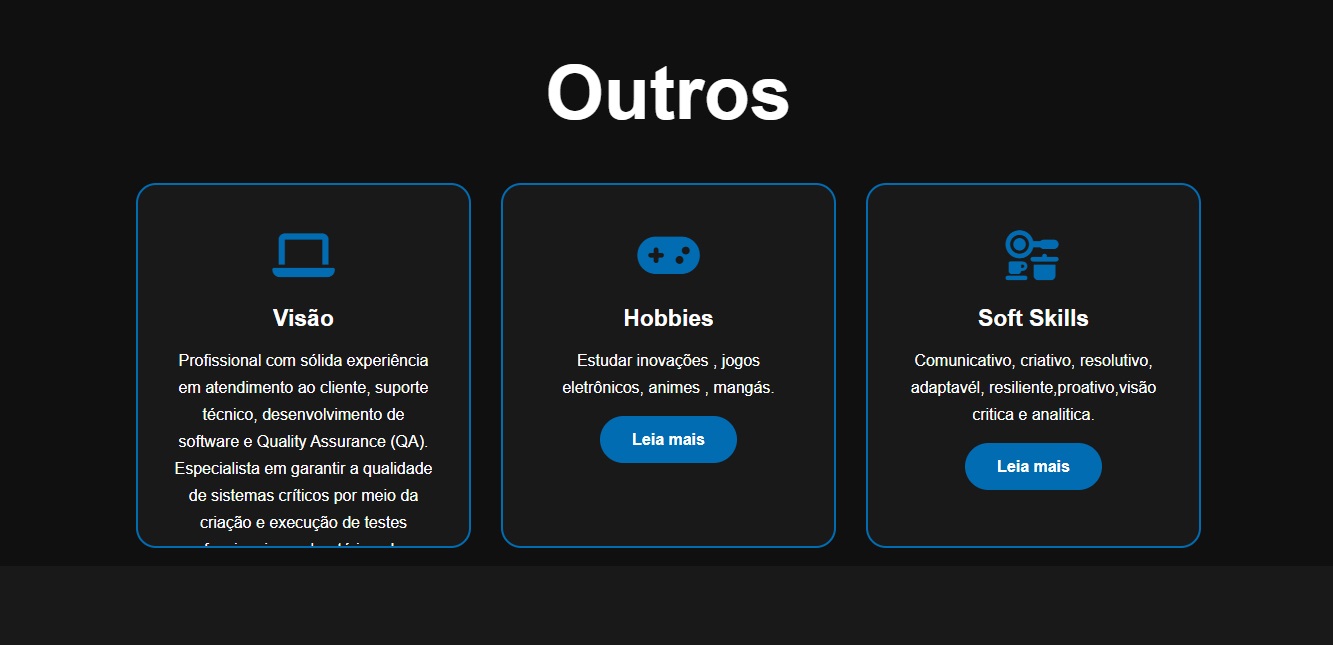 Outros
Visão
Profissional com sólida experiência
em atendimento ao cliente, suporte
técnico, desenvolvimento de
software e Quality Assurance (QA).
Especialista em garantir a qualidade
de sistemas críticos por meio da
criação e execução de testes
Hobbies
Estudar inovações , jogos
eletrônicos, animes , mangás.
Leia mais
Soft Skills
Comunicativo, criativo, resolutivo,
adaptavél, resiliente,proativo,visão
critica e analitica.
Leia mais